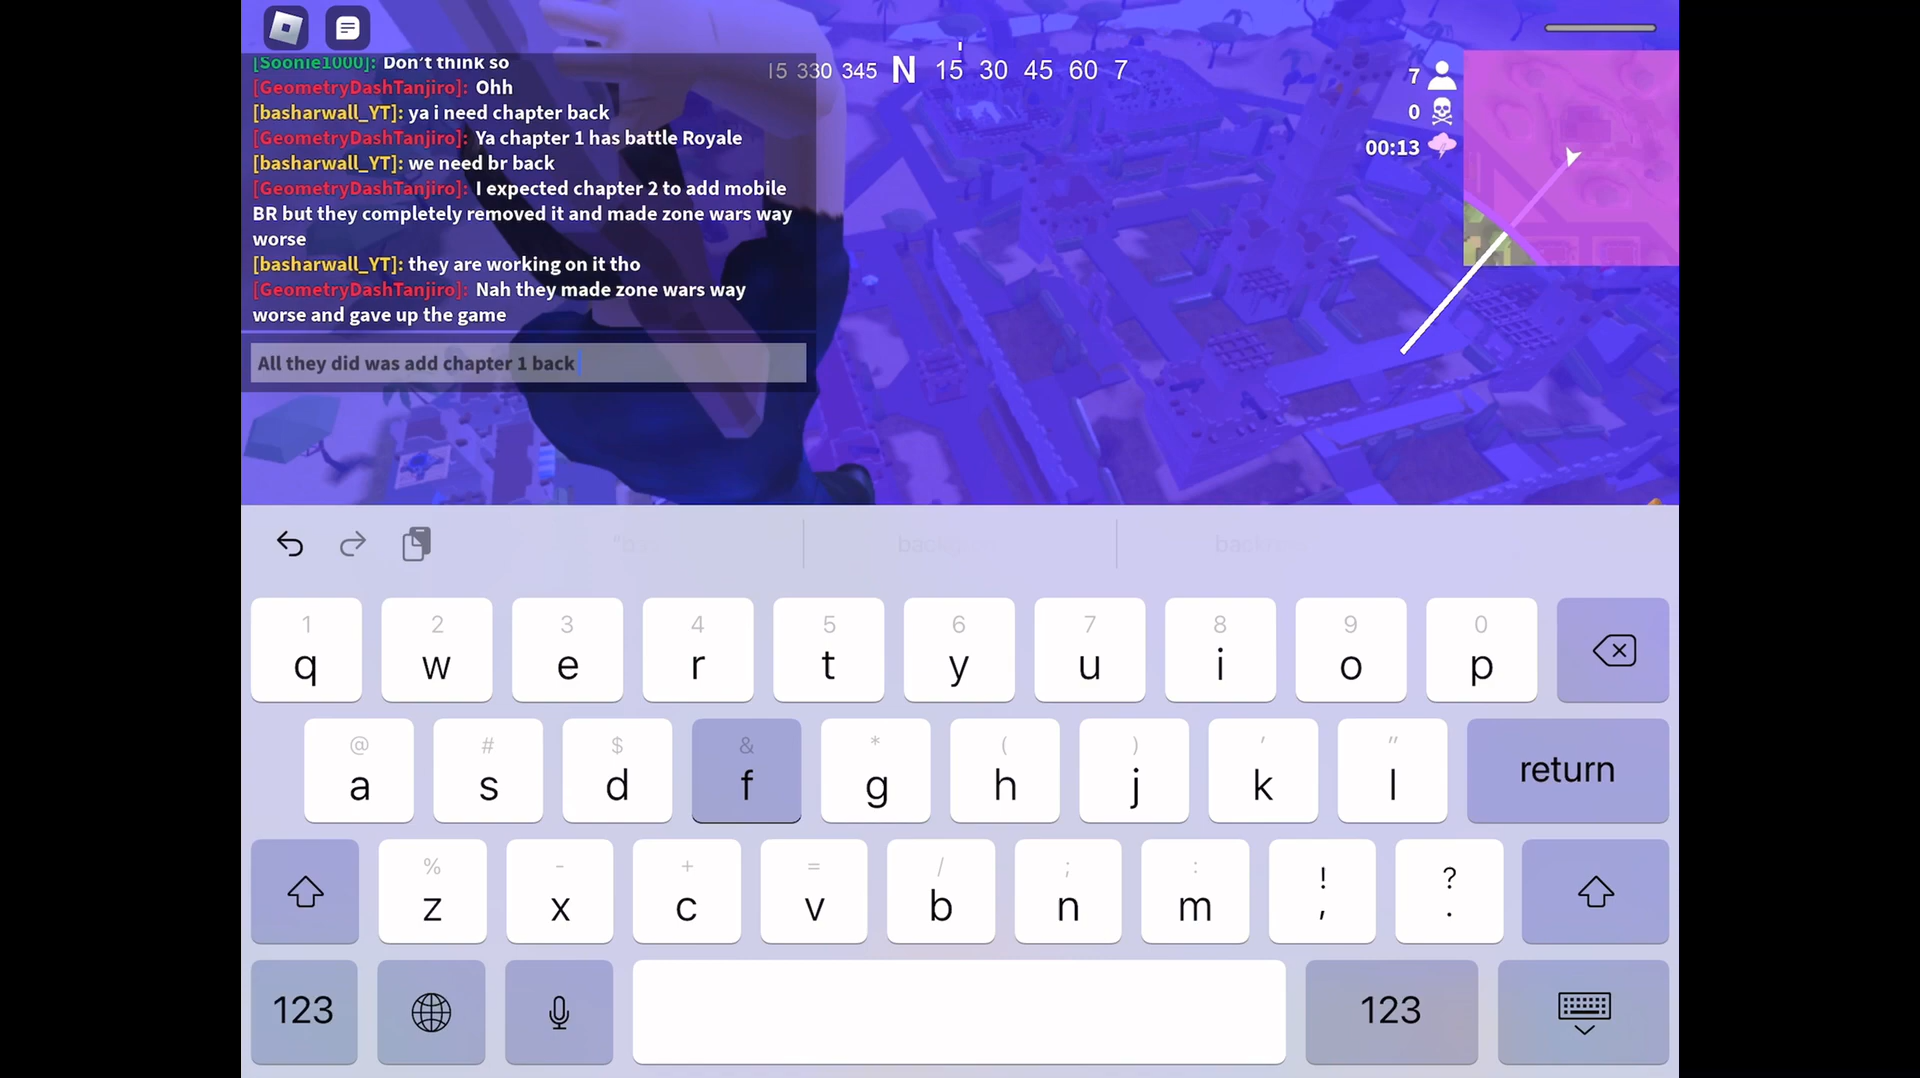 [Soonie1000]: Don't think so
[GeometryDashTanjiro]: Ohh
[basharwall_YT]: ya i need chapter back
[GeometryDashTanjiro]: Ya chapter 1 has battle Royale
[basharwall_YT]: we need br back
[GeometryDashTanjiro]: I expected chapter 2 to add mobile
BR but they completely removed it and made zone wars way
worse
[basharwall_YT]: they are working on it tho
[GeometryDashTanjiro]: Nah they made zone wars way
worse and gave up the game
All they did was add chapter 1 back
330 345 N 15 30 45 60 7
7
0
00:13
1 2 3 4 5 6 7 8 9 0
q w e r t y u i o p
@ # $ & * ( ) ' "
a s d f g h j k l return
% - + = / ; : ! ?
z x c v b n m , .
123 123